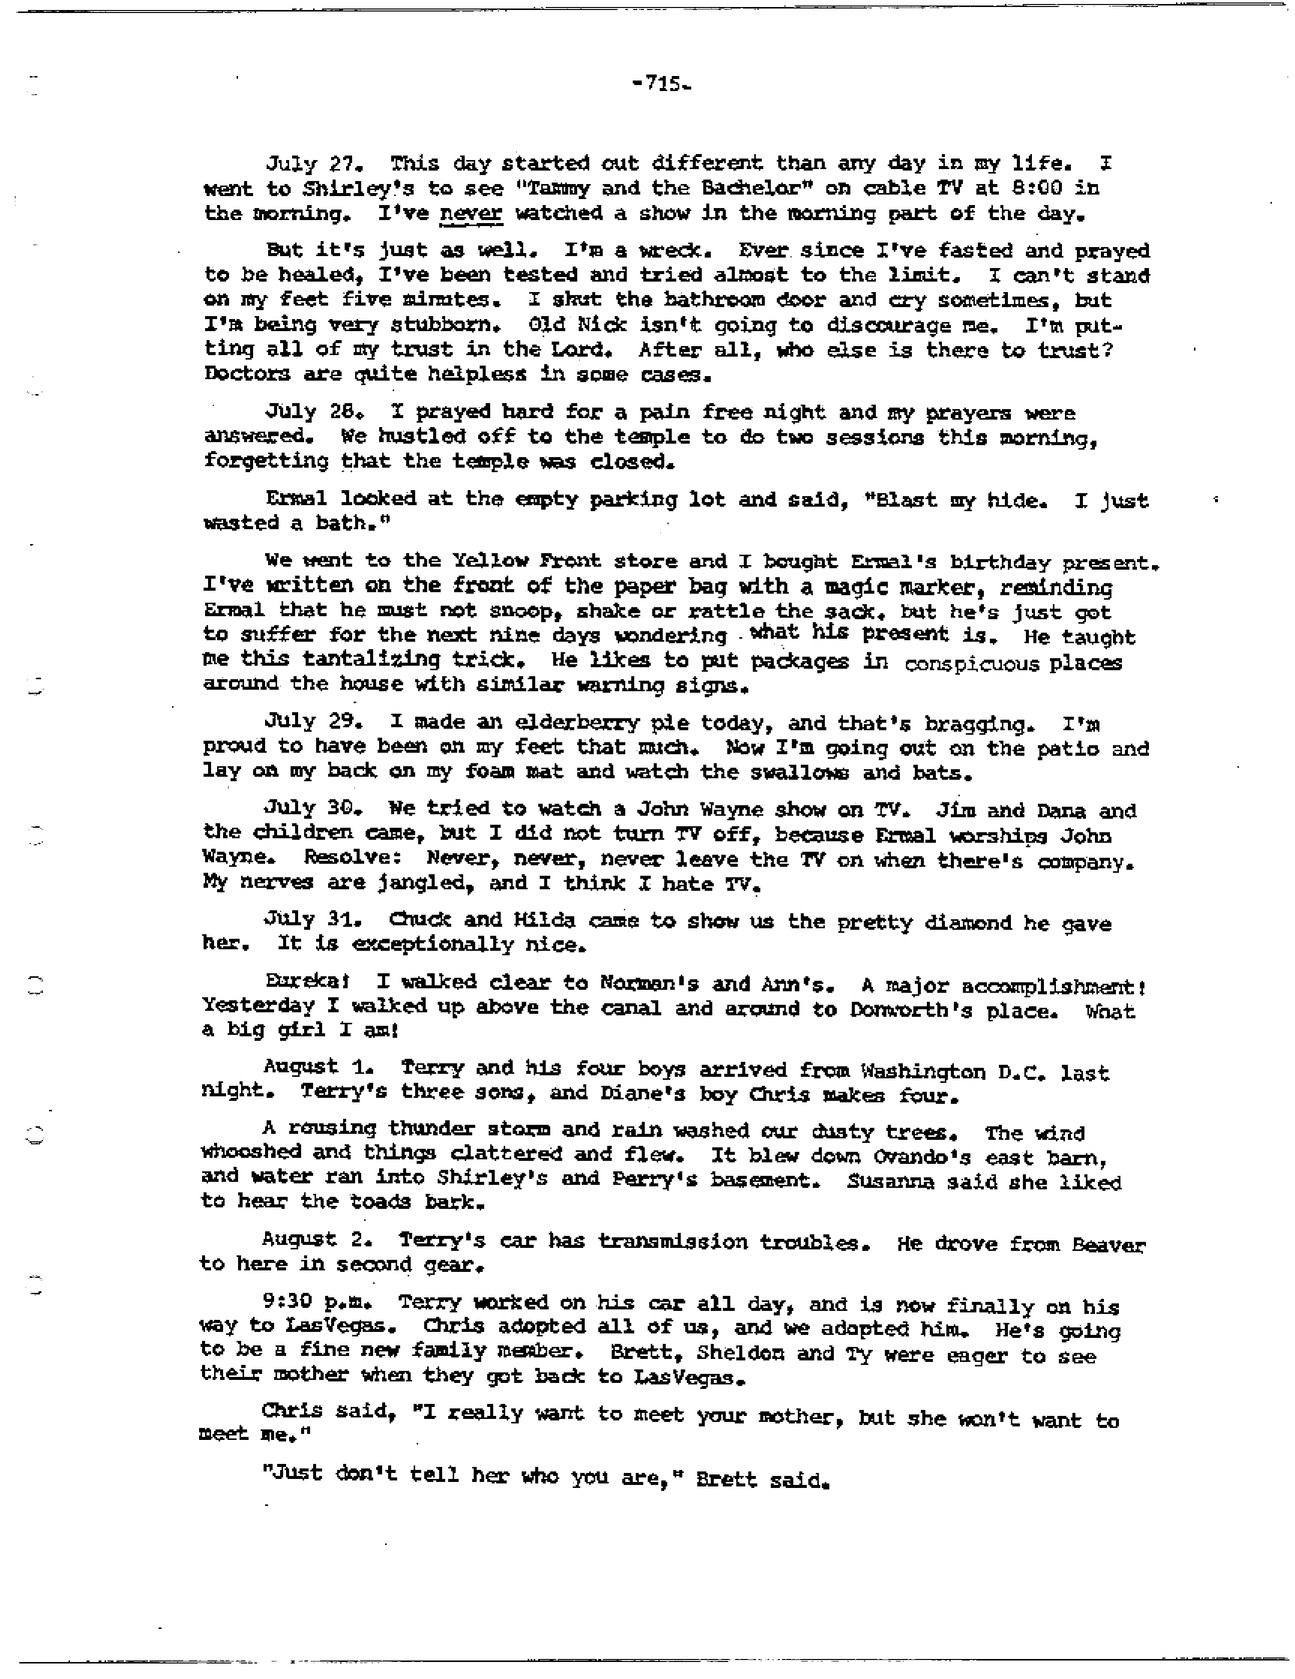 -715-
July 27. This day started out different than any day in my life. I
went to Shirley's to see "Tammy and the Bachelor" on cable TV at 8:00 in
the morning. I've never watched a show in the morning part of the day.
But it's just as well. I'm a wreck. Ever since I've fasted and prayed
to be healed, I've been tested and tried almost to the limit. I can't stand
on my feet five minutes. I shut the bathroom door and cry sometimes, but
I'm being very stubborn. Old Nick isn't going to discourage me. I'm put-
ting all of my trust in the Lord. After all, who else is there to trust?
Doctors are quite helpless in some cases.
July 28. I prayed hard for a pain free night and my prayers were
answered. We hustled off to the temple to do two sessions this morning,
forgetting that the temple was closed.
Ermal looked at the empty parking lot and said, "Blast my hide. I just
wasted a bath."
We went to the Yellow Front store and I bought Ermal's birthday present.
I've written on the front of the paper bag with a magic marker, reminding
Ermal that he must not snoop, shake or rattle the sack, but he's just got
to suffer for the next nine days wondering what his present is. He taught
me this tantalizing trick. He likes to put packages in conspicuous places
around the house with similar warning signs.
July 29. I made an elderberry pie today, and that's bragging. I'm
proud to have been on my feet that much. Now I'm going out on the patio and
lay on my back on my foam mat and watch the swallows and bats.
July 30. We tried to watch a John Wayne show on TV. Jim and Dana and
the children came, but I did not turn TV off, because Ermal worships John
Wayne. Resolve: Never, never, never leave the TV on when there's company.
My nerves are jangled, and I think I hate TV.
July 31. Chuck and Hilda came to show us the pretty diamond he gave
her. It is exceptionally nice.
Eureka! I walked clear to Norman's and Ann's. A major accomplishment!
Yesterday I walked up above the canal and around to Donworth's place. What
a big girl I am!
August 1. Terry and his four boys arrived from Washington D.C. last
night. Terry's three sons, and Diane's boy Chris makes four.
A rousing thunder storm and rain washed our dusty trees. The wind
whooshed and things clattered and flew. It blew down Ovando's east barn,
and water ran into Shirley's and Perry's basement. Susanna said she liked
to hear the toads bark.
August 2. Terry's car has transmission troubles. He drove from Beaver
to here in second gear.
9:30 p.m. Terry worked on his car all day, and is now finally on his
way to LasVegas. Chris adopted all of us, and we adopted him. He's going
to be a fine new family member. Brett, Sheldon and Ty were eager to see
their mother when they got back to LasVegas.
Chris said, "I really want to meet your mother, but she won't want to
meet me."
"Just don't tell her who you are," Brett said.